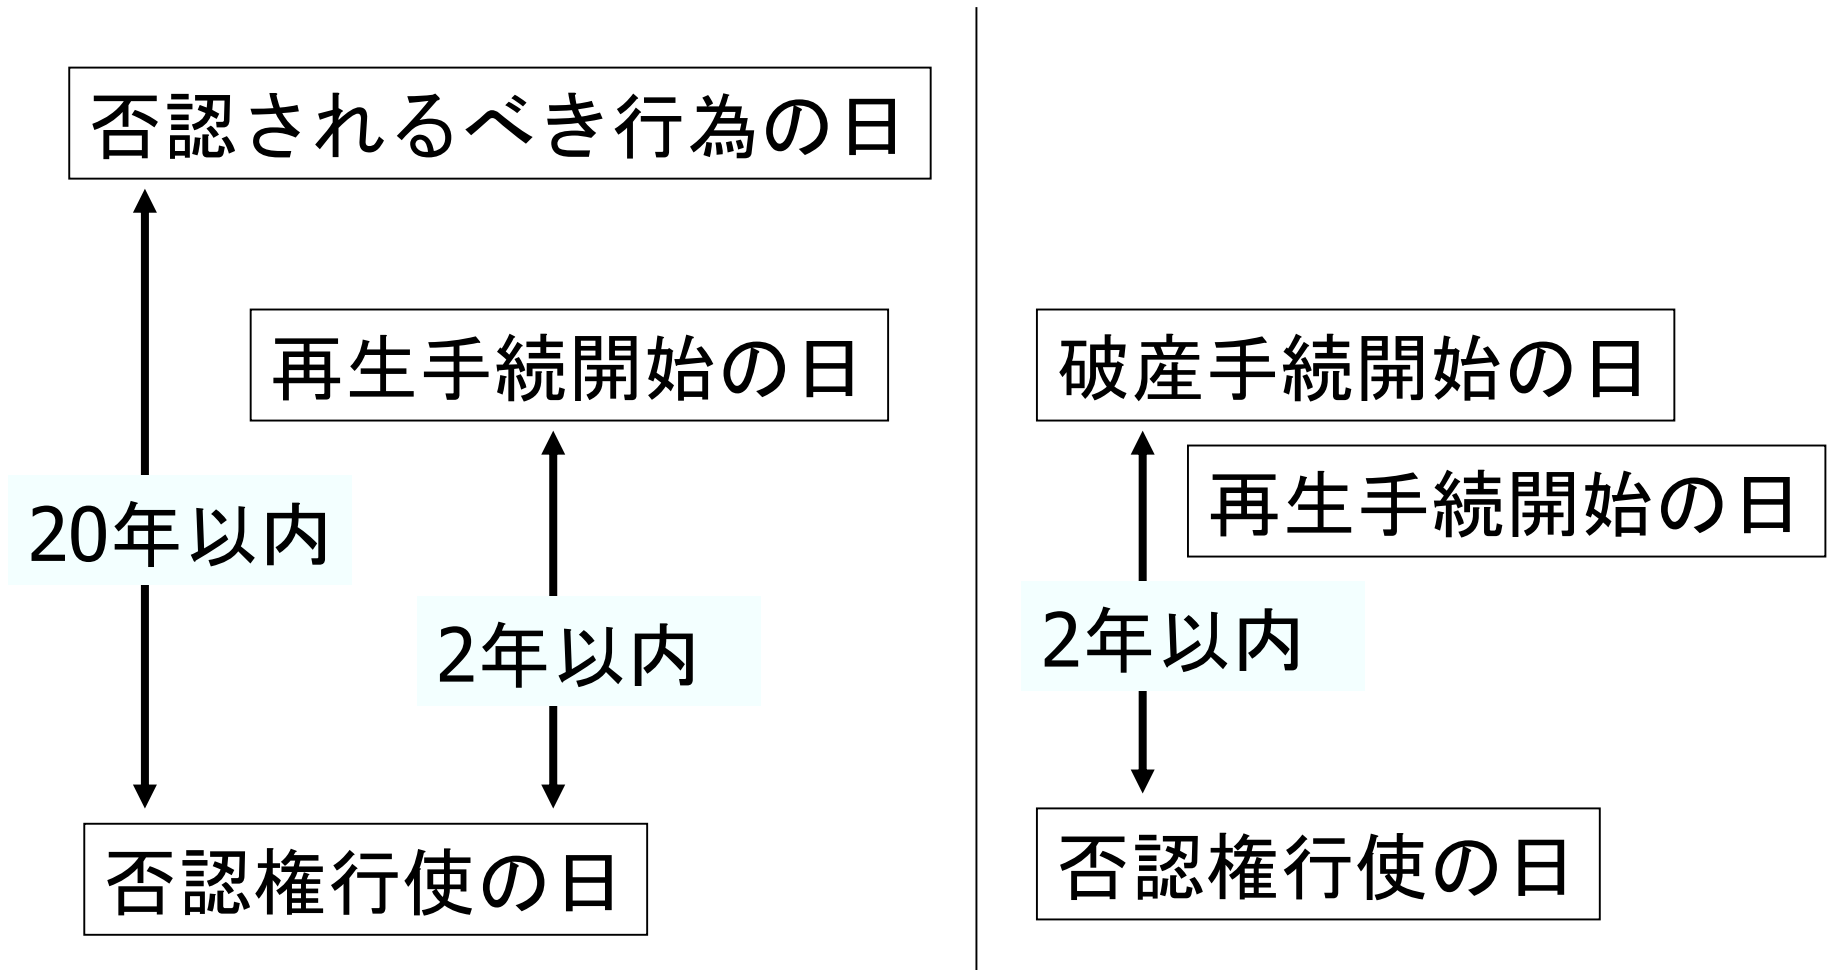 否認されるべき行為の日
再生手続開始の日
20年以内
2年以内
否認権行使の日
破産手続開始の日
再生手続開始の日
2年以内
否認権行使の日